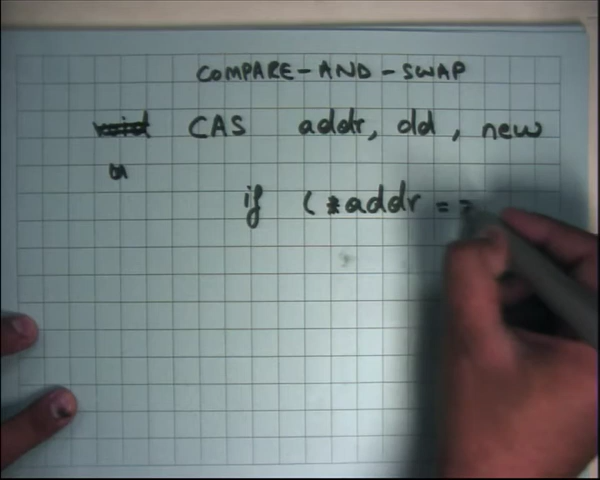 COMPARE-AND-SWAP
CAS addr, old, new
if (*addr ==